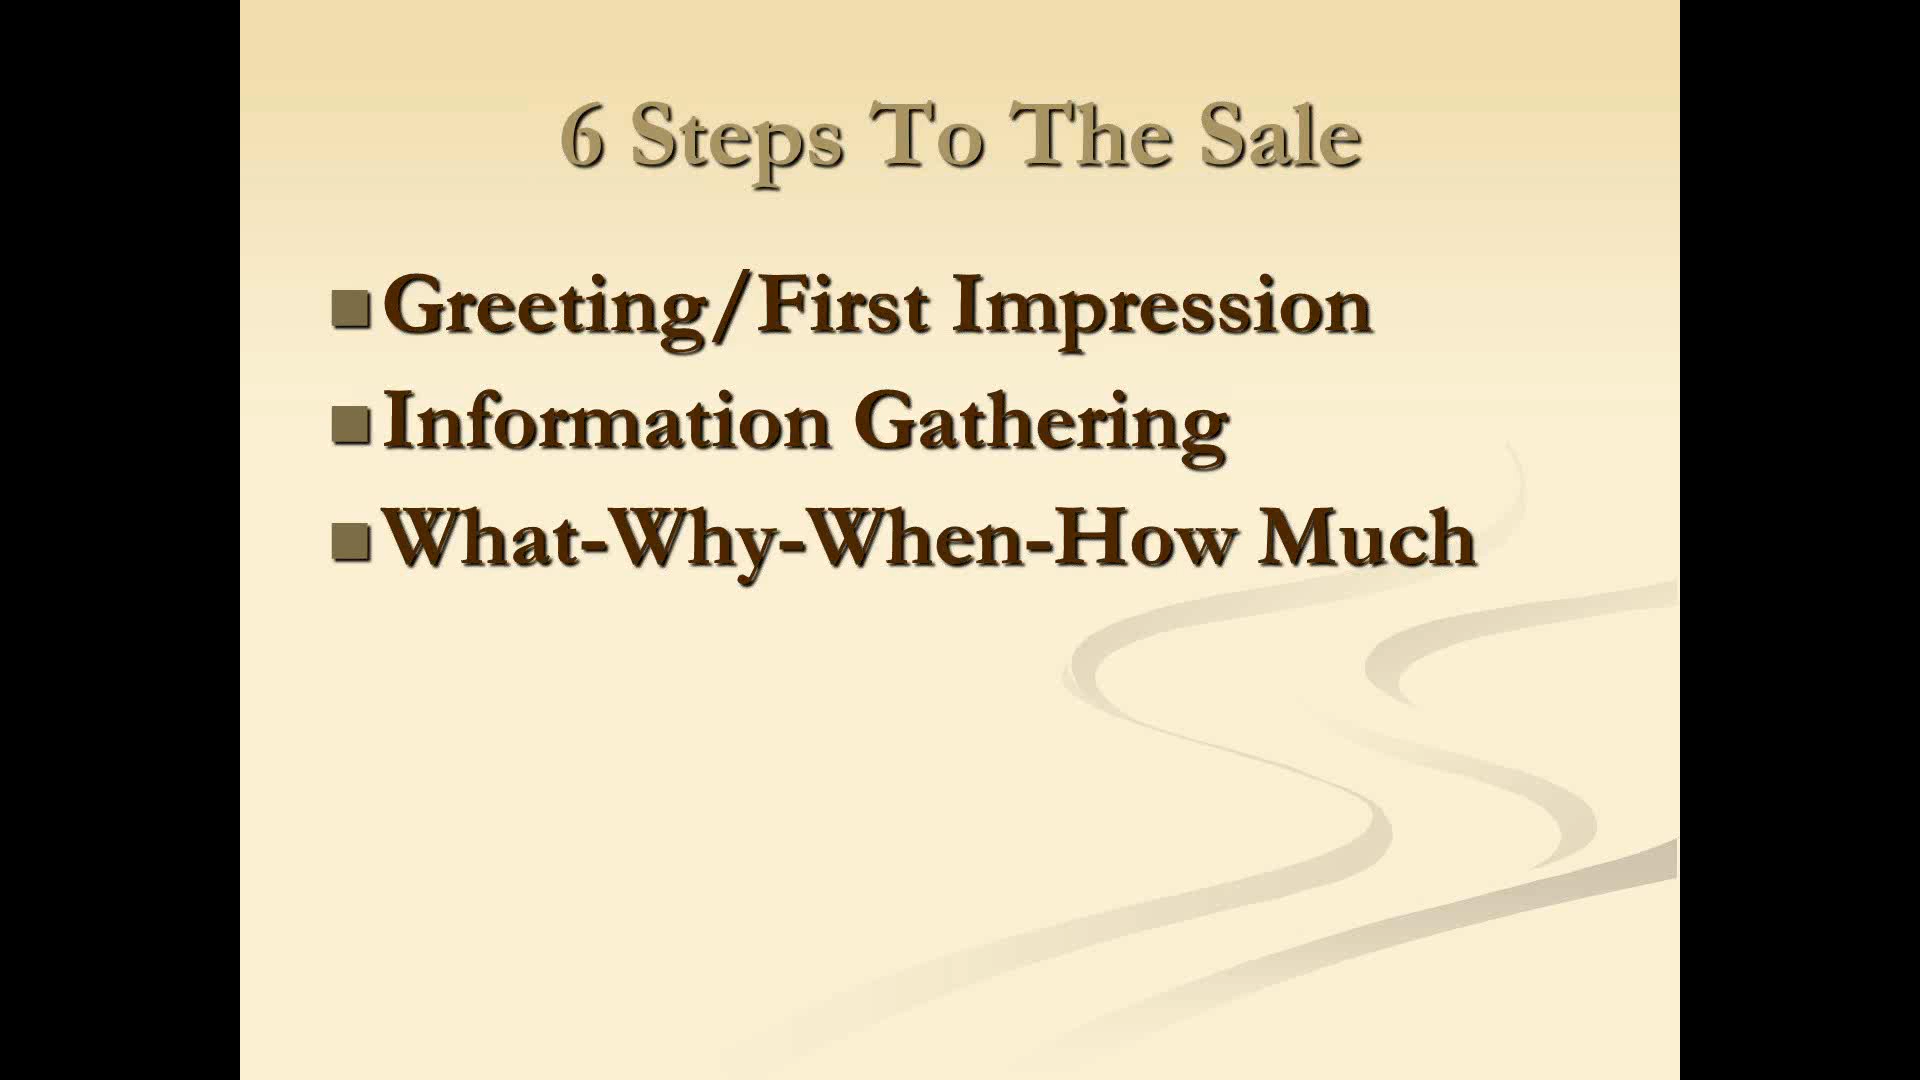 6 Steps To The Sale
Greeting/First Impression
Information Gathering
What-Why-When-How Much